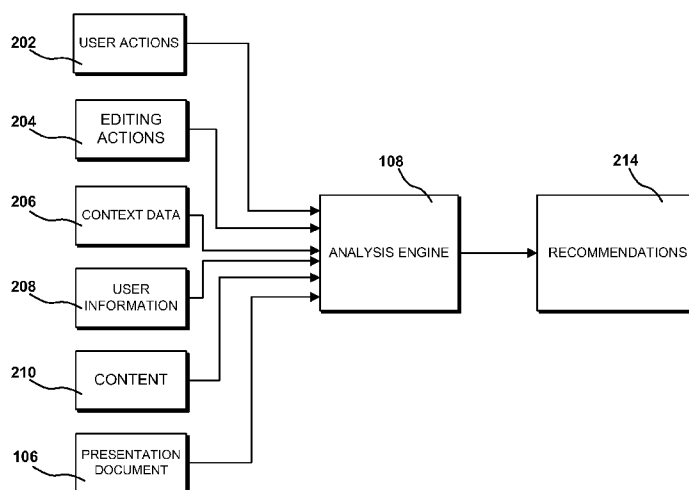 202
USER ACTIONS
204
EDITING
ACTIONS
108
214
206
CONTEXT DATA
ANALYSIS ENGINE
RECOMMENDATIONS
208
USER
INFORMATION
210
CONTENT
106
PRESENTATION
DOCUMENT